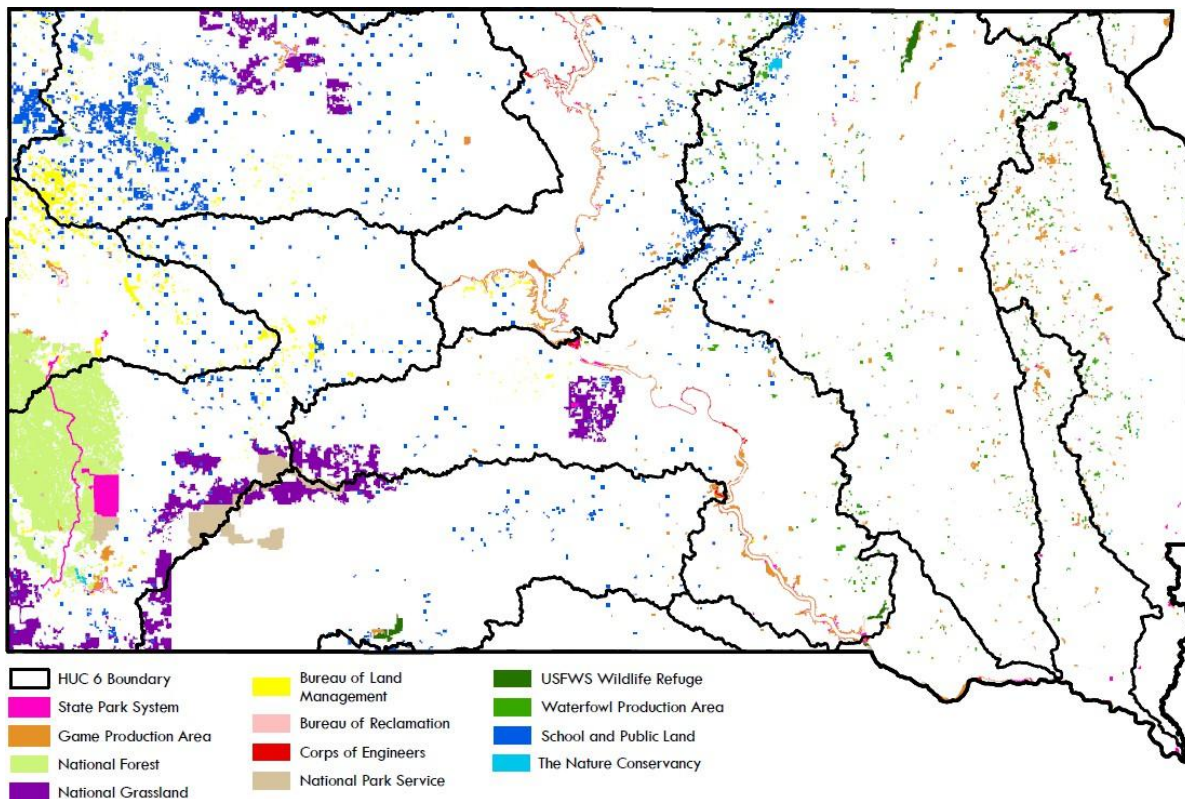 HUC 6 Boundary
State Park System
Game Production Area
National Forest
National Grassland
Bureau of Land
Management
Bureau of Reclamation
Corps of Engineers
National Park Service
USFWS Wildlife Refuge
Waterfowl Production Area
School and Public Land
The Nature Conservancy